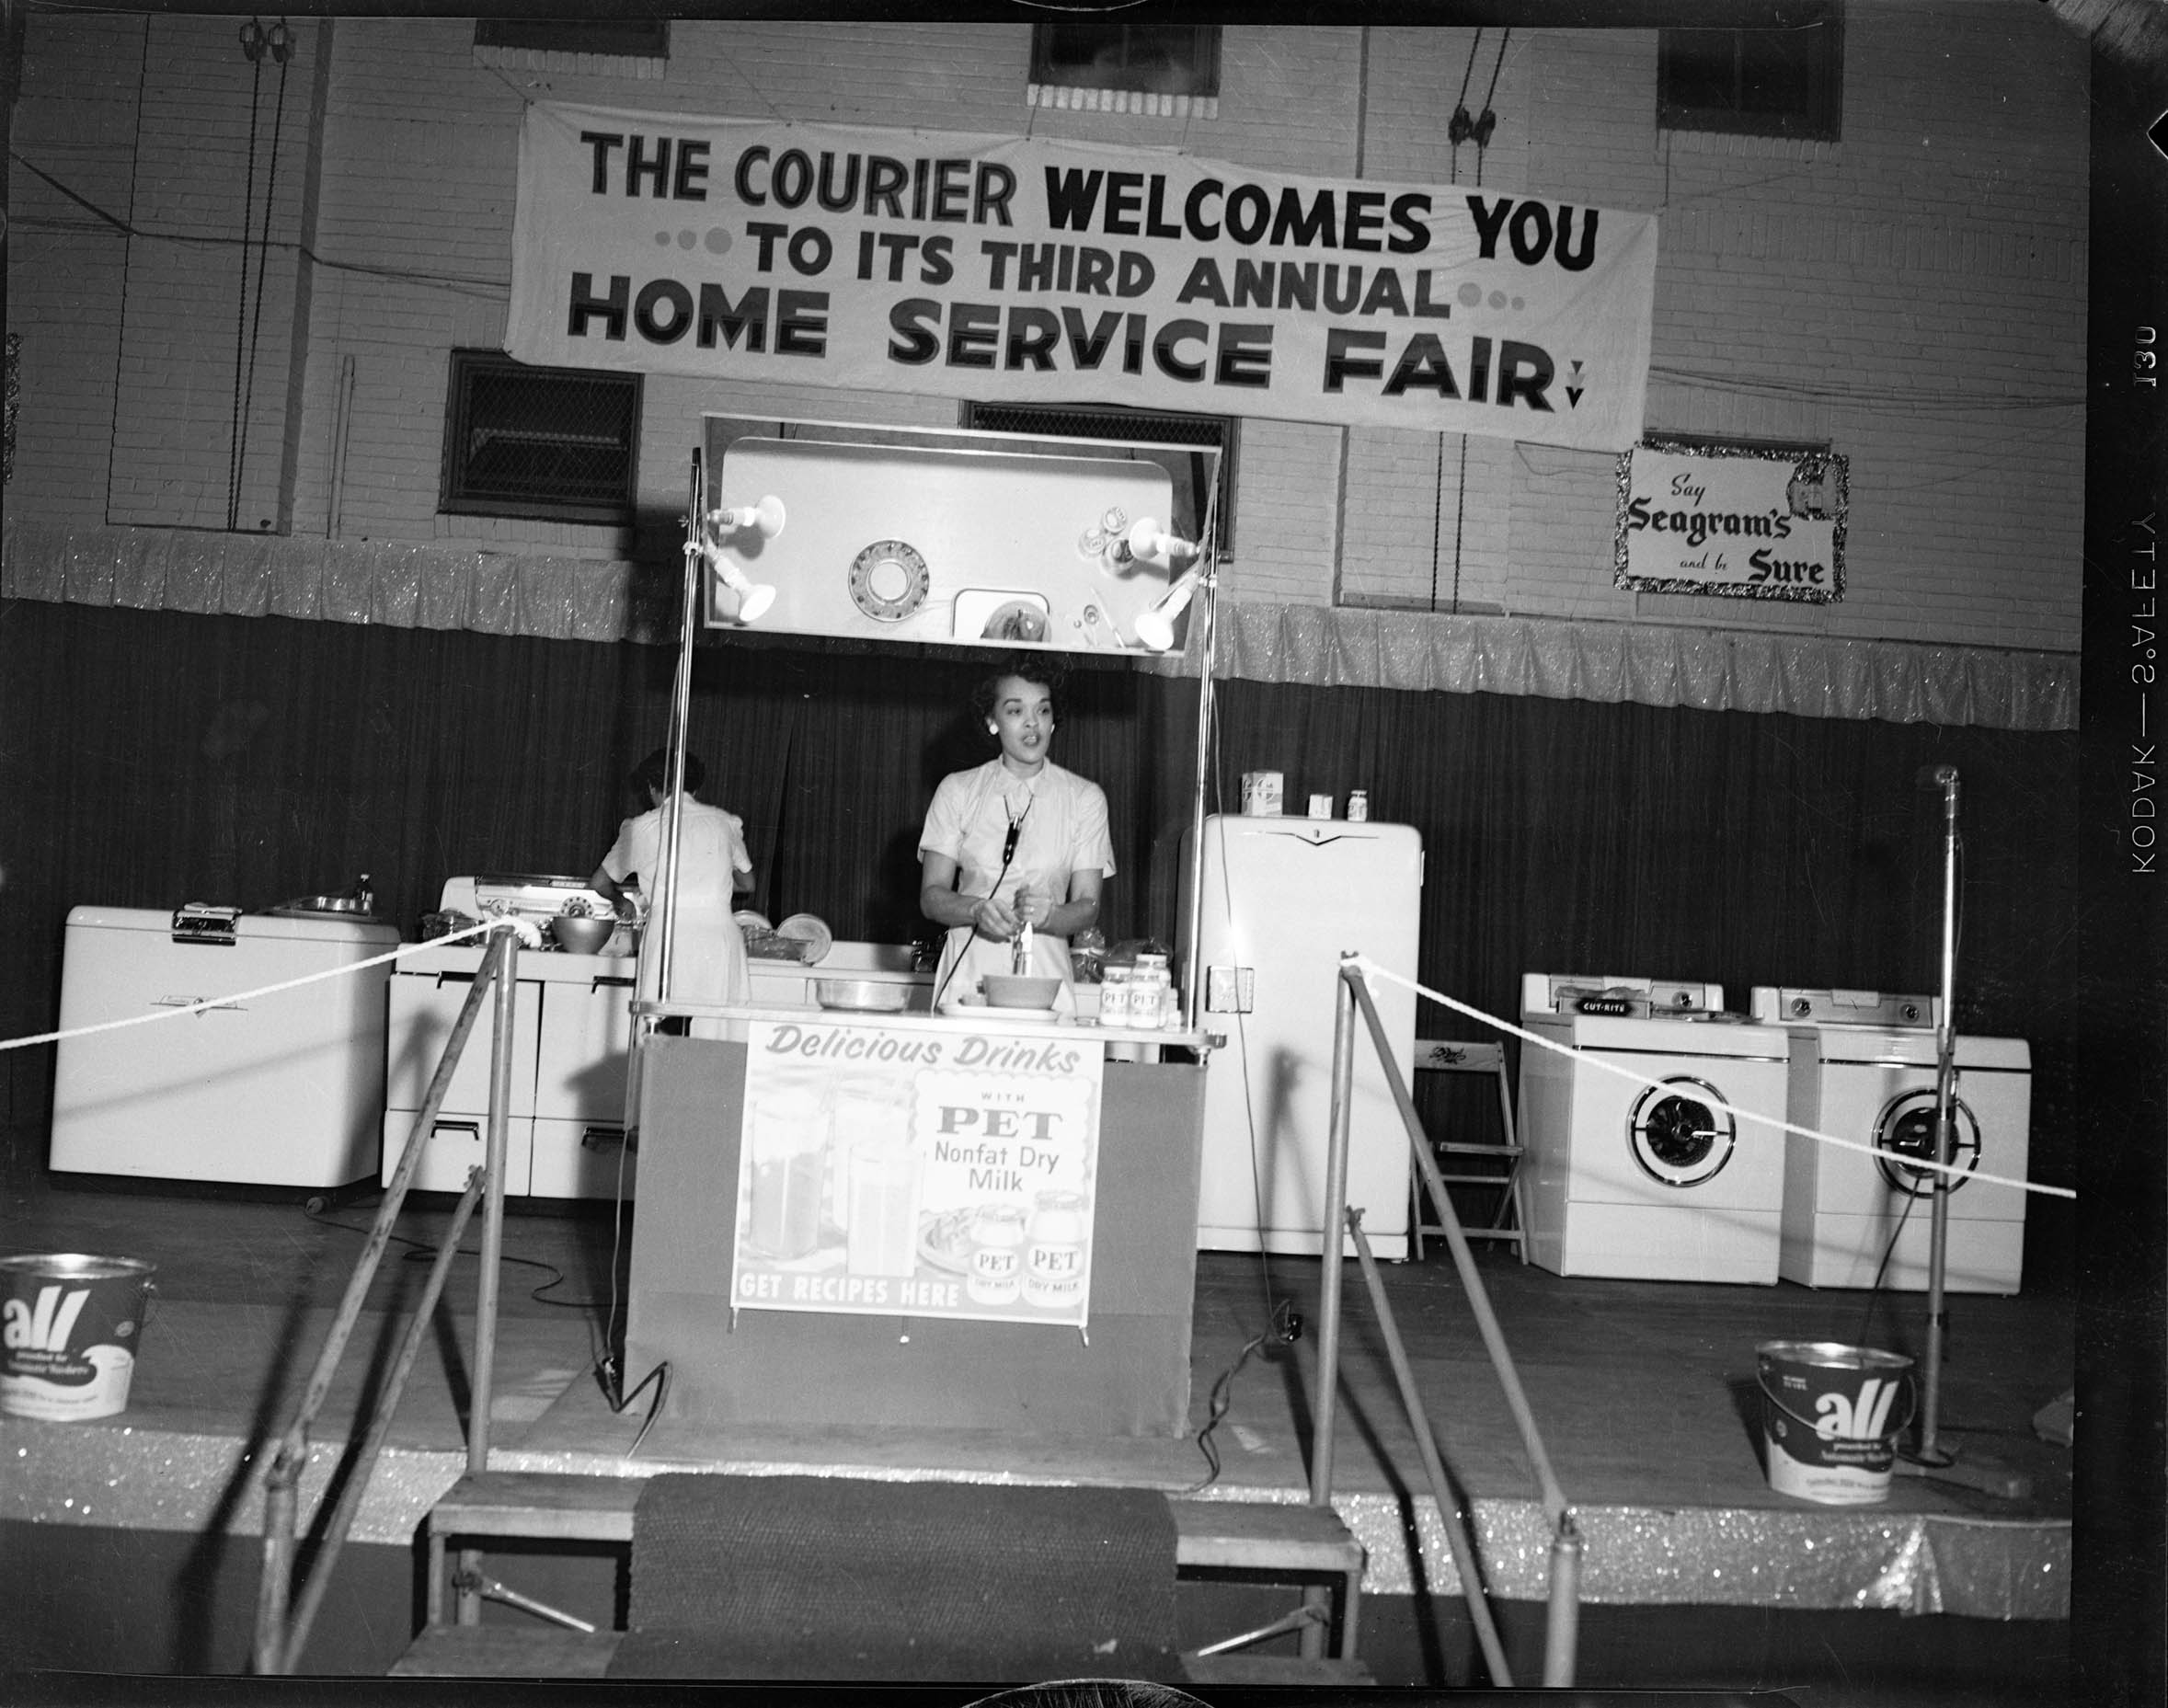 THE COURIER WELCOMES YOU
TO ITS THIRD ANNUAL
HOME SERVICE FAIR
Say
Seagram's
and be Sure
CUT-RITE
PET PET
Delicious Drinks
WITH
PET
Nonfat Dry
Milk
PET PET
DRY MILK DRY MILK
GET RECIPES HERE
all
all
KODAK—SAFETY
130